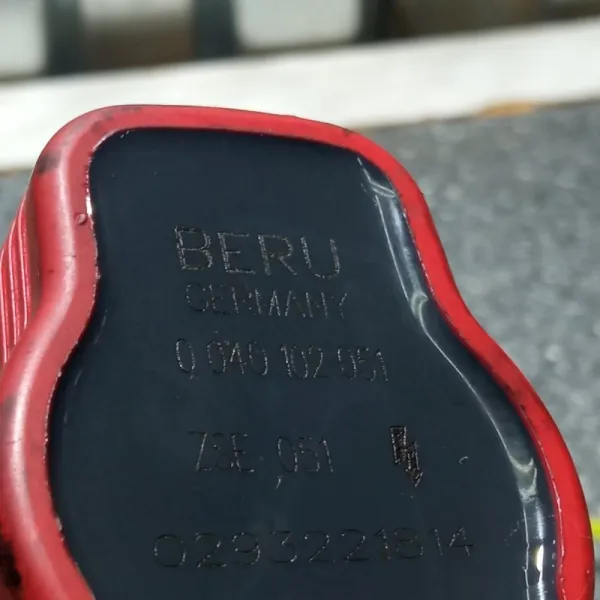 BERU
GERMANY
0 040 102 051
ZSE 051
0293221814